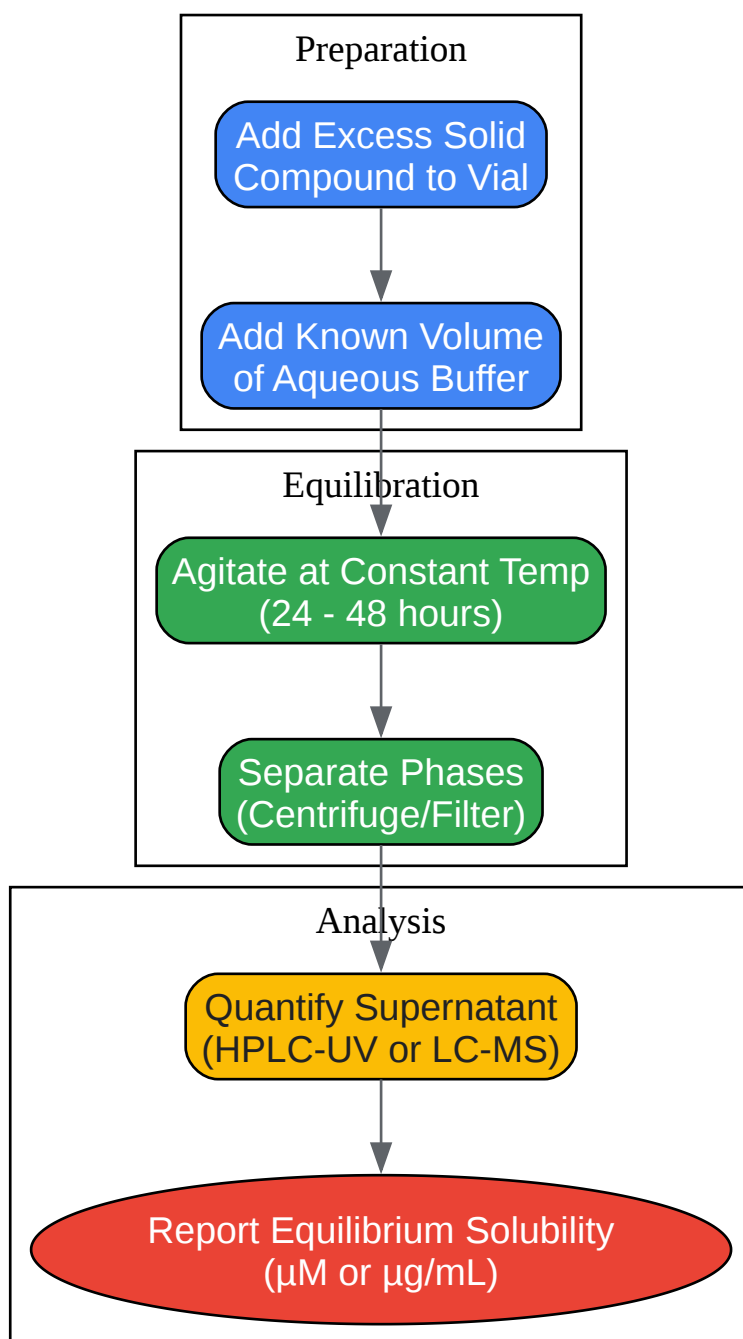 Preparation
Add Excess Solid
Compound to Vial
Add Known Volume
of Aqueous Buffer
Equilibration
Agitate at Constant Temp
(24 - 48 hours)
Separate Phases
(Centrifuge/Filter)
Analysis
Quantify Supernatant
(HPLC-UV or LC-MS)
Report Equilibrium Solubility
(µM or µg/mL)